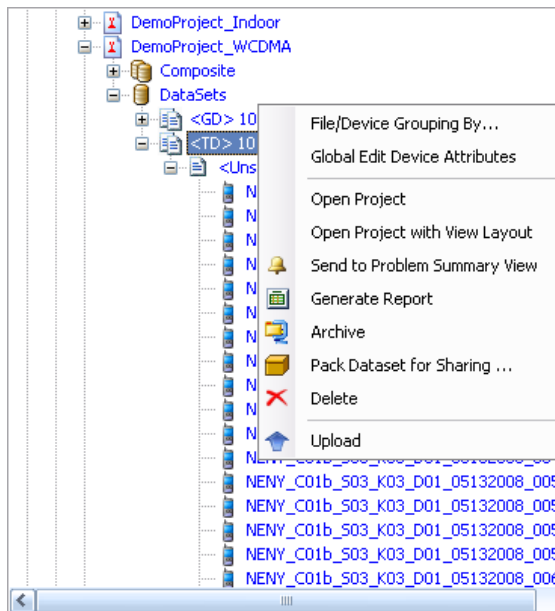 DemoProject_Indoor
DemoProject_WCDMA
Composite
DataSets
<GD> 10
<TD> 10
<Uns
File/Device Grouping By...
Global Edit Device Attributes
Open Project
Open Project with View Layout
Send to Problem Summary View
Generate Report
Archive
Pack Dataset for Sharing ...
Delete
Upload
N
N
N
N
N
N
N
N
N
N
N
NENY_C01b_S03_K03_D01_05132008_005
NENY_C01b_S03_K03_D01_05132008_005
NENY_C01b_S03_K03_D01_05132008_005
NENY_C01b_S03_K03_D01_05132008_005
NENY_C01b_S03_K03_D01_05132008_006